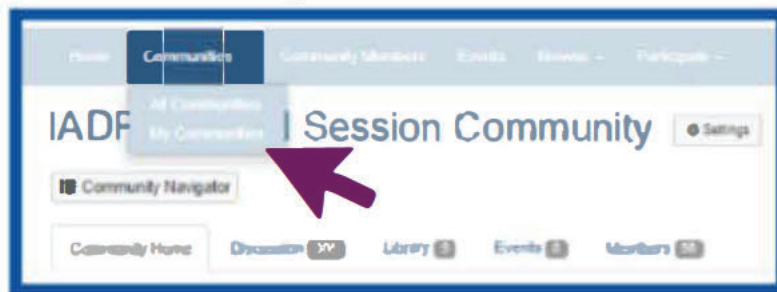 Home Communities Community Members Events Browse Participate
All Communities
My Communities
IADR Session Community Settings
Community Navigator
Community Home Discussion Library Events Members